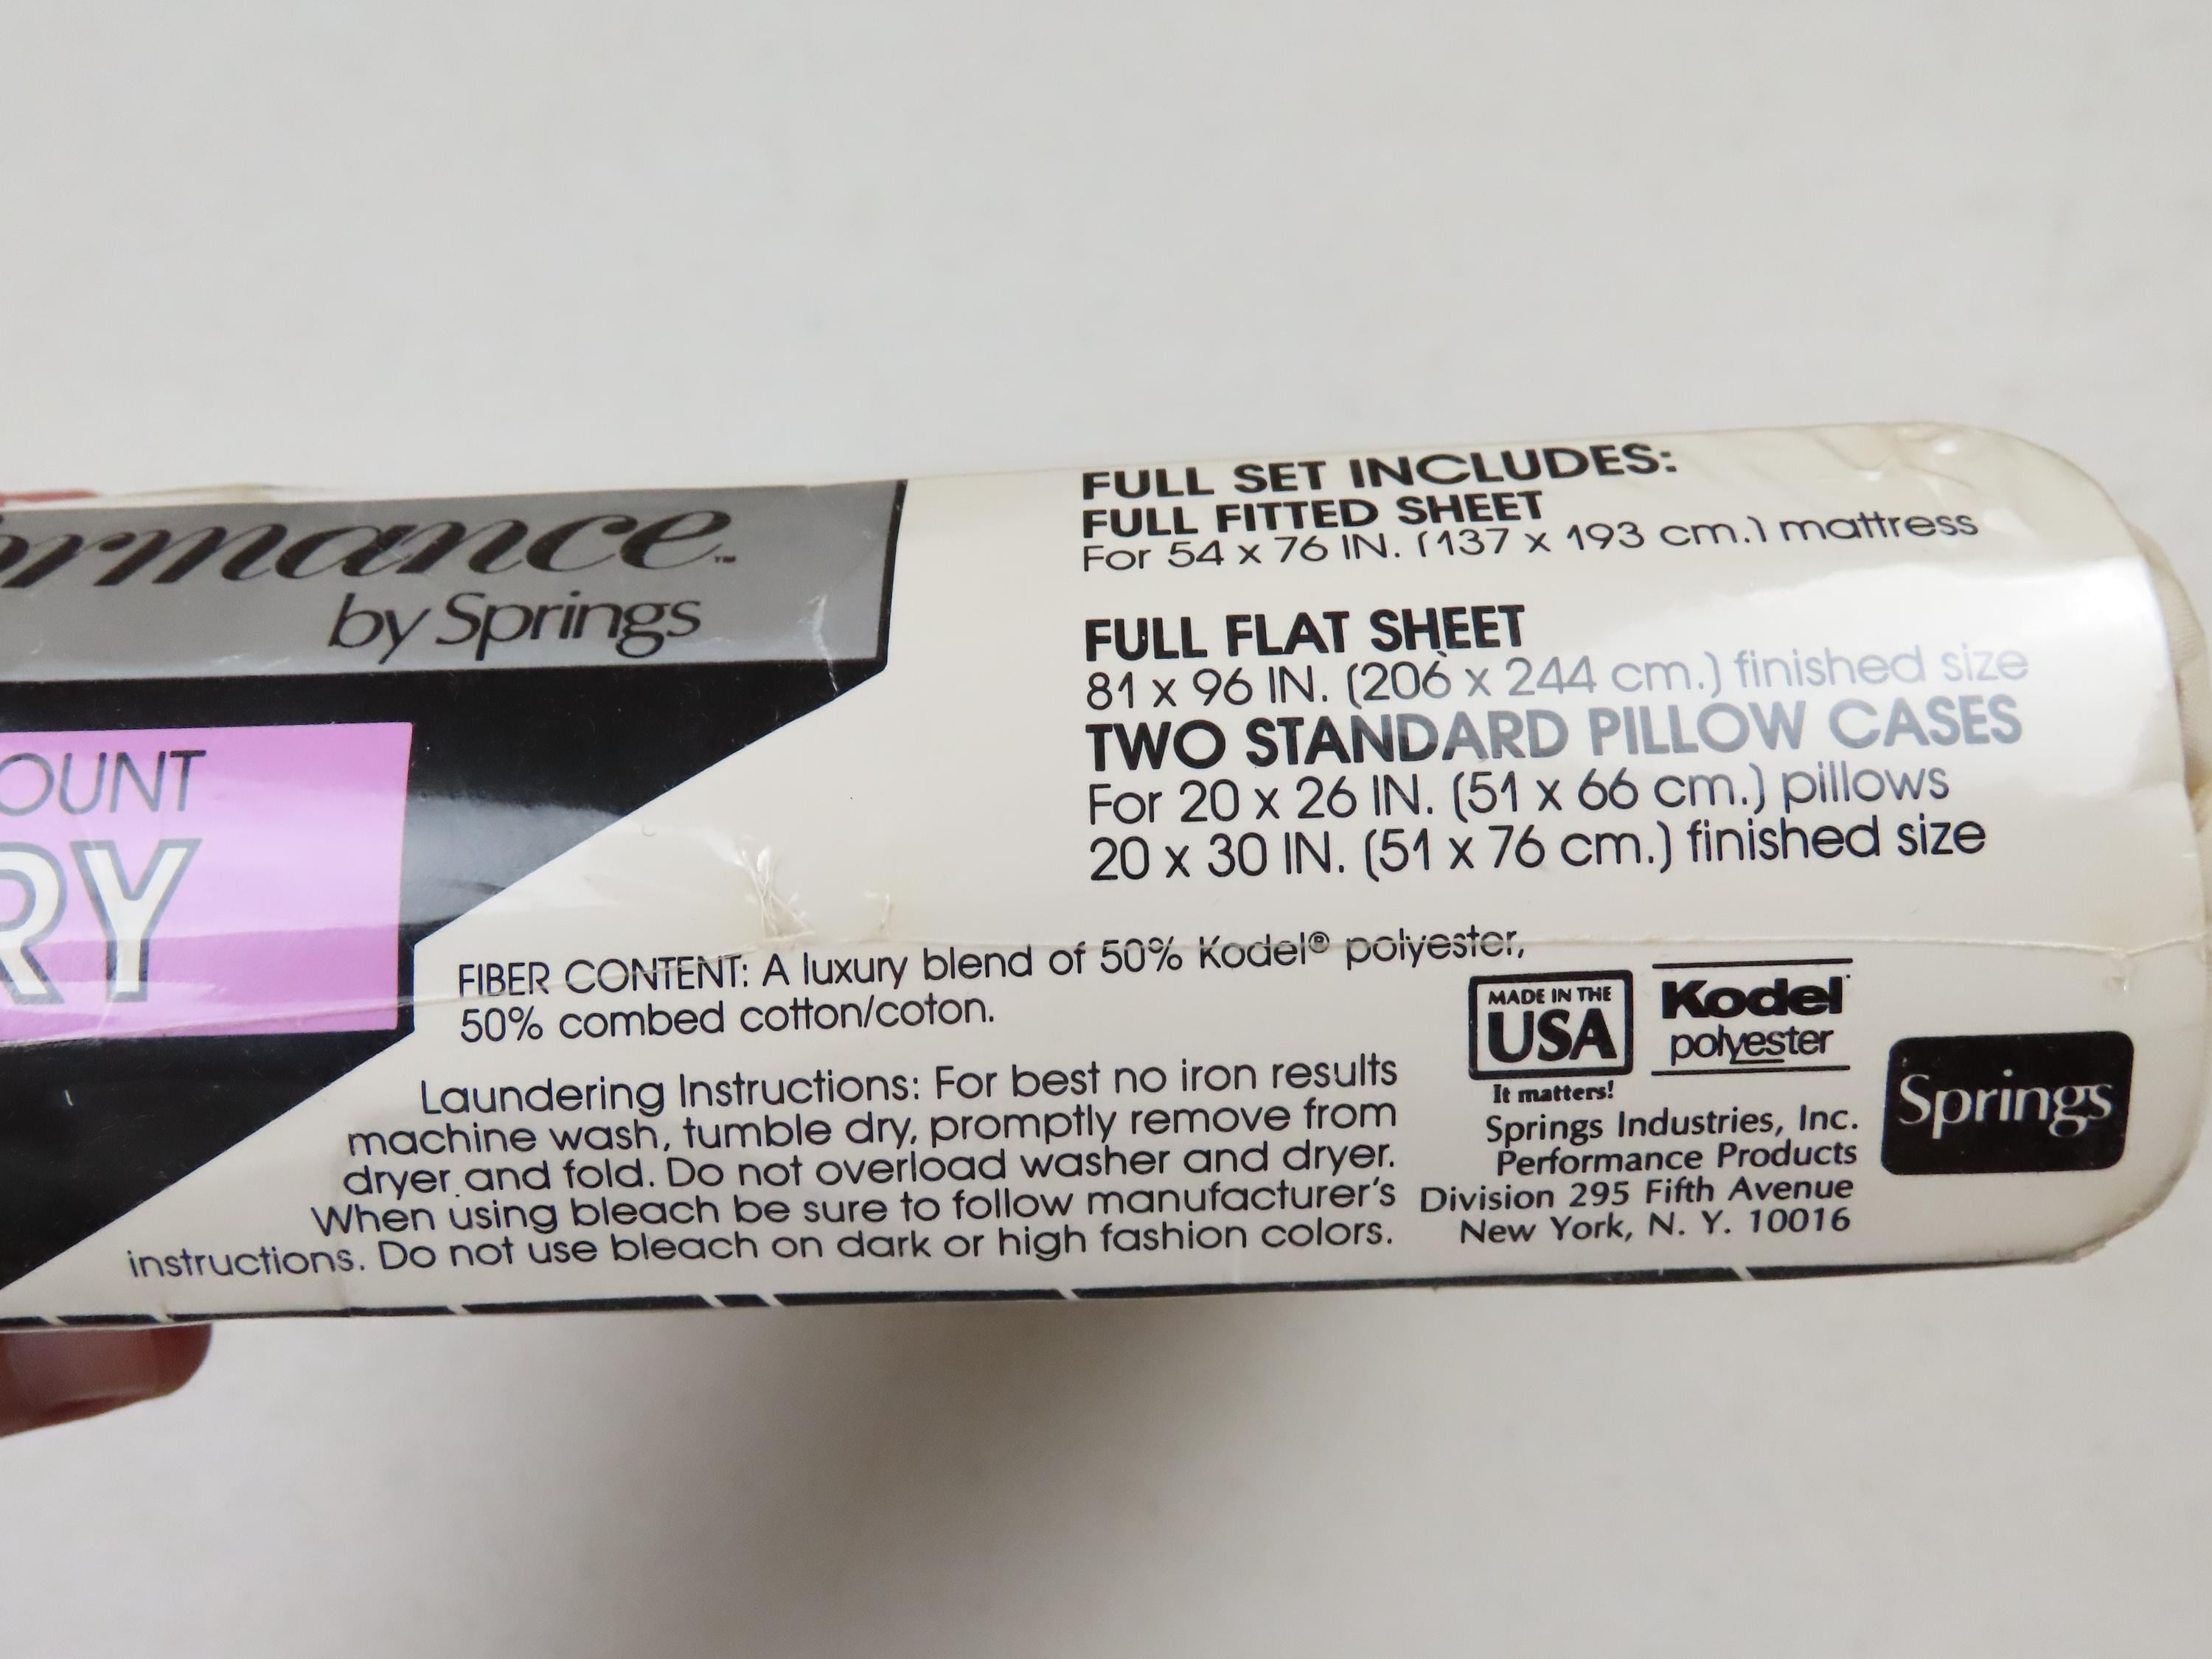 ormance™
by Springs
OUNT
RY
FULL SET INCLUDES:
FULL FITTED SHEET
For 54 x 76 IN. (137 x 193 cm.) mattress
FULL FLAT SHEET
81 x 96 IN. (206 x 244 cm.) finished size
TWO STANDARD PILLOW CASES
For 20 x 26 IN. (51 x 66 cm.) pillows
20 x 30 IN. (51 x 76 cm.) finished size
FIBER CONTENT: A luxury blend of 50% Kodel® polyester,
50% combed cotton/coton.
Laundering Instructions: For best no iron results
machine wash, tumble dry, promptly remove from
dryer and fold. Do not overload washer and dryer.
When using bleach be sure to follow manufacturer's
instructions. Do not use bleach on dark or high fashion colors.
MADE IN THE
USA
It matters!
Kodel
polyester
Springs Industries, Inc.
Performance Products
Division 295 Fifth Avenue
New York, N. Y. 10016
Springs